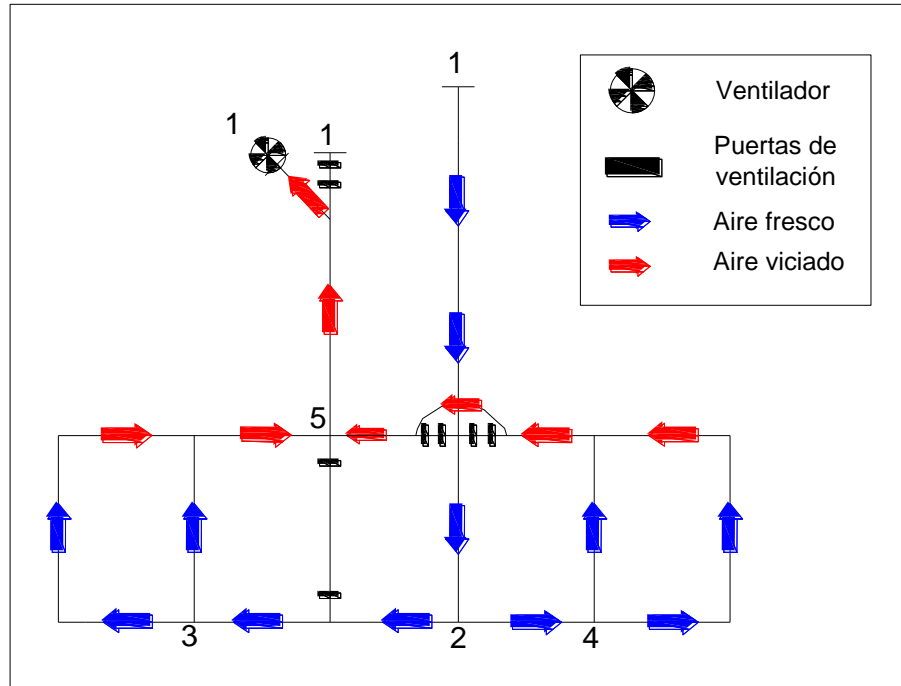 1
1
1
Ventilador
Puertas de
ventilación
Aire fresco
Aire viciado
5
3
2
4